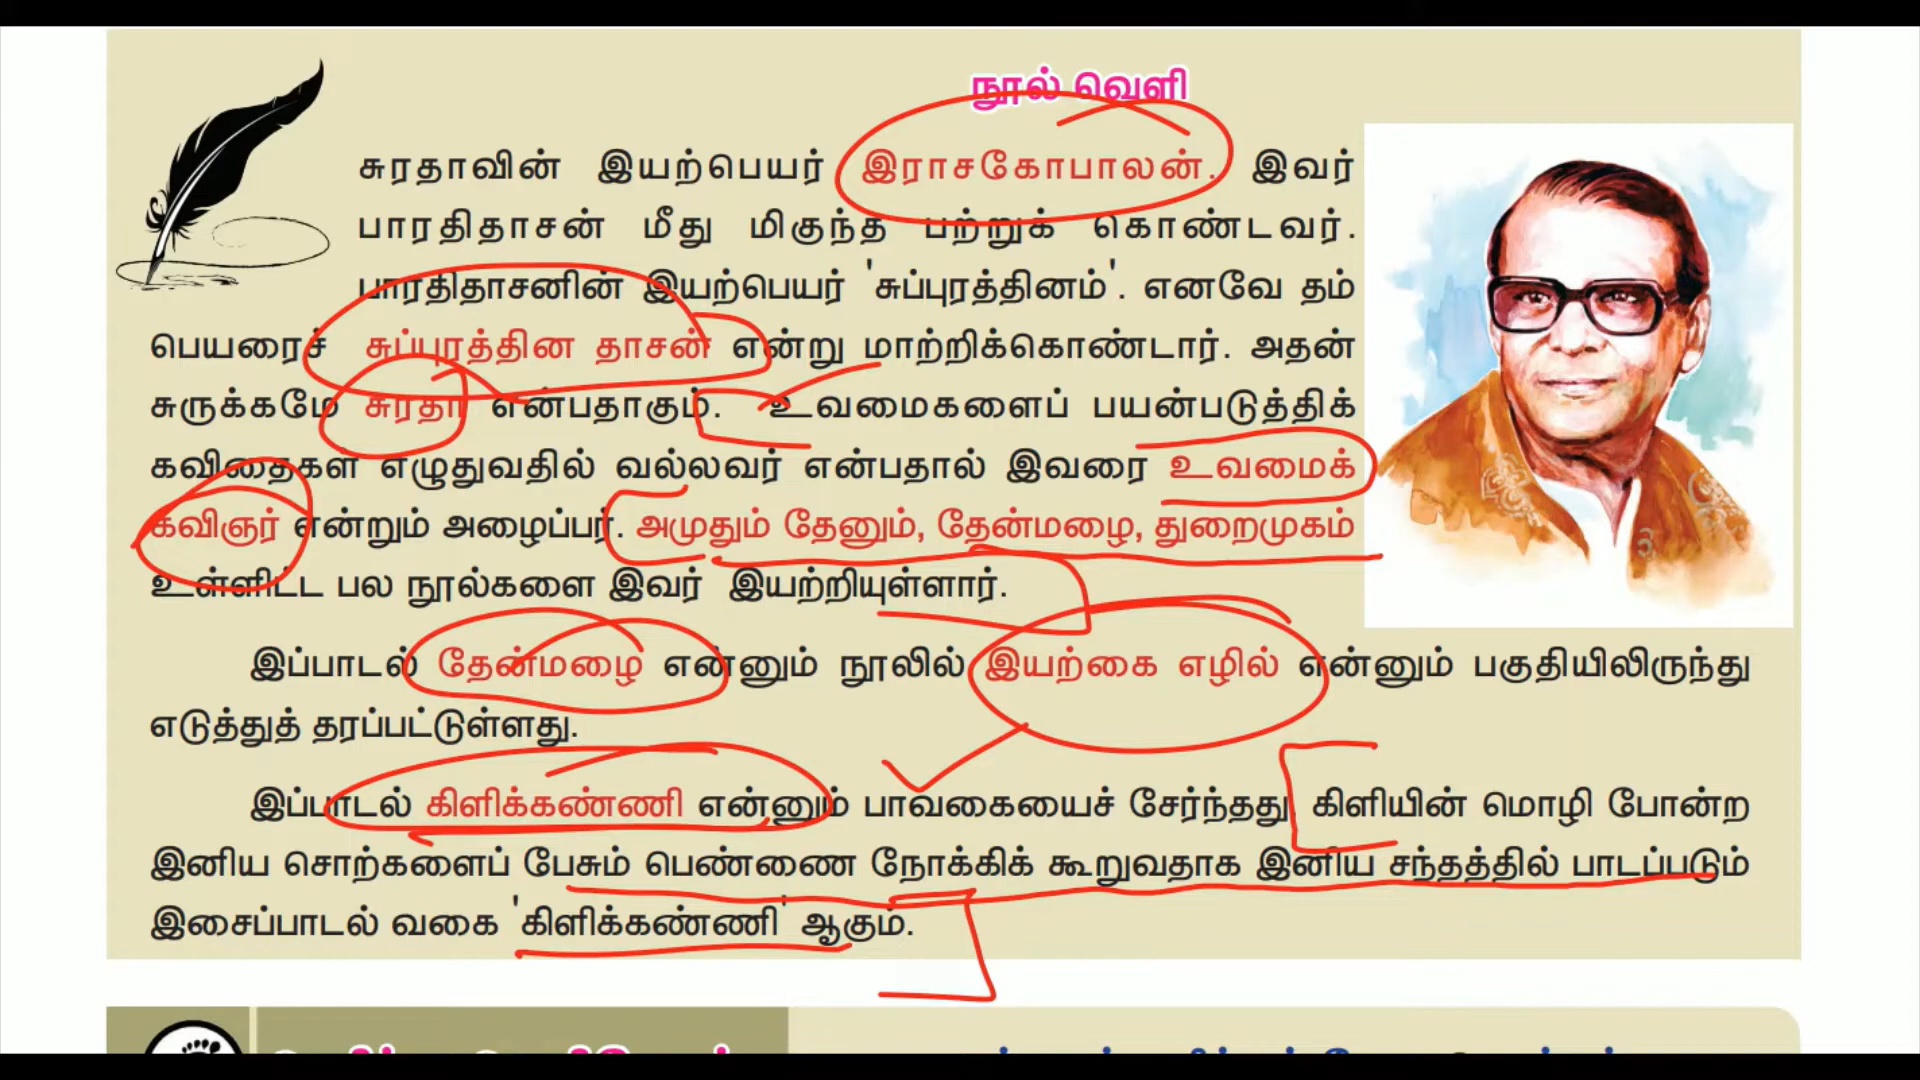 நூல் வெளி
சுரதாவின் இயற்பெயர் இராசகோபாலன். இவர்
பாரதிதாசன் மீது மிகுந்த பற்றுக் கொண்டவர்.
பாரதிதாசனின் இயற்பெயர் 'சுப்புரத்தினம்'. எனவே தம்
பெயரைச் சுப்புரத்தின தாசன் என்று மாற்றிக்கொண்டார். அதன்
சுருக்கமே சுரதா என்பதாகும். உவமைகளைப் பயன்படுத்திக்
கவிதைகள் எழுதுவதில் வல்லவர் என்பதால் இவரை உவமைக்
கவிஞர் என்றும் அழைப்பர். அமுதும் தேனும், தேன்மழை, துறைமுகம்
உள்ளிட்ட பல நூல்களை இவர் இயற்றியுள்ளார்.
இப்பாடல் தேன்மழை என்னும் நூலில் இயற்கை எழில் என்னும் பகுதியிலிருந்து
எடுத்துத் தரப்பட்டுள்ளது.
இப்பாடல் கிளிக்கண்ணி என்னும் பாவகையைச் சேர்ந்தது. கிளியின் மொழி போன்ற
இனிய சொற்களைப் பேசும் பெண்ணை நோக்கிக் கூறுவதாக இனிய சந்தத்தில் பாடப்படும்
இசைப்பாடல் வகை 'கிளிக்கண்ணி' ஆகும்.